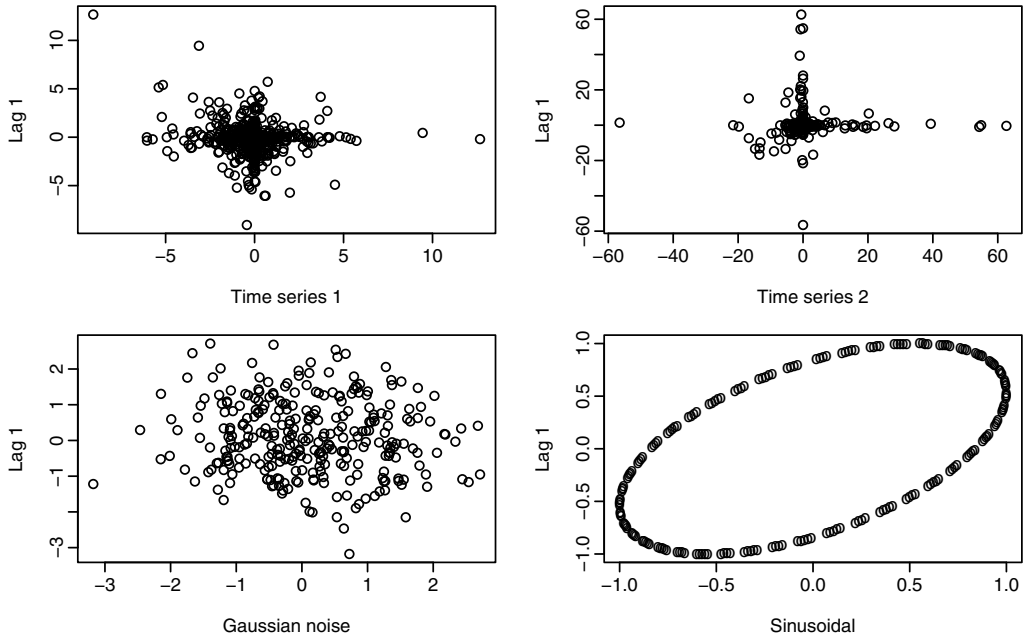 Lag 1
10
5
0
−5
−5 0 5 10
Time series 1
Lag 1
60
20
−20
−60
−60 −40 −20 0 20 40 60
Time series 2
Lag 1
2
1
0
−1
−3
−3 −2 −1 0 1 2
Gaussian noise
Lag 1
1.0
0.5
0.0
−0.5
−1.0
−1.0 −0.5 0.0 0.5 1.0
Sinusoidal